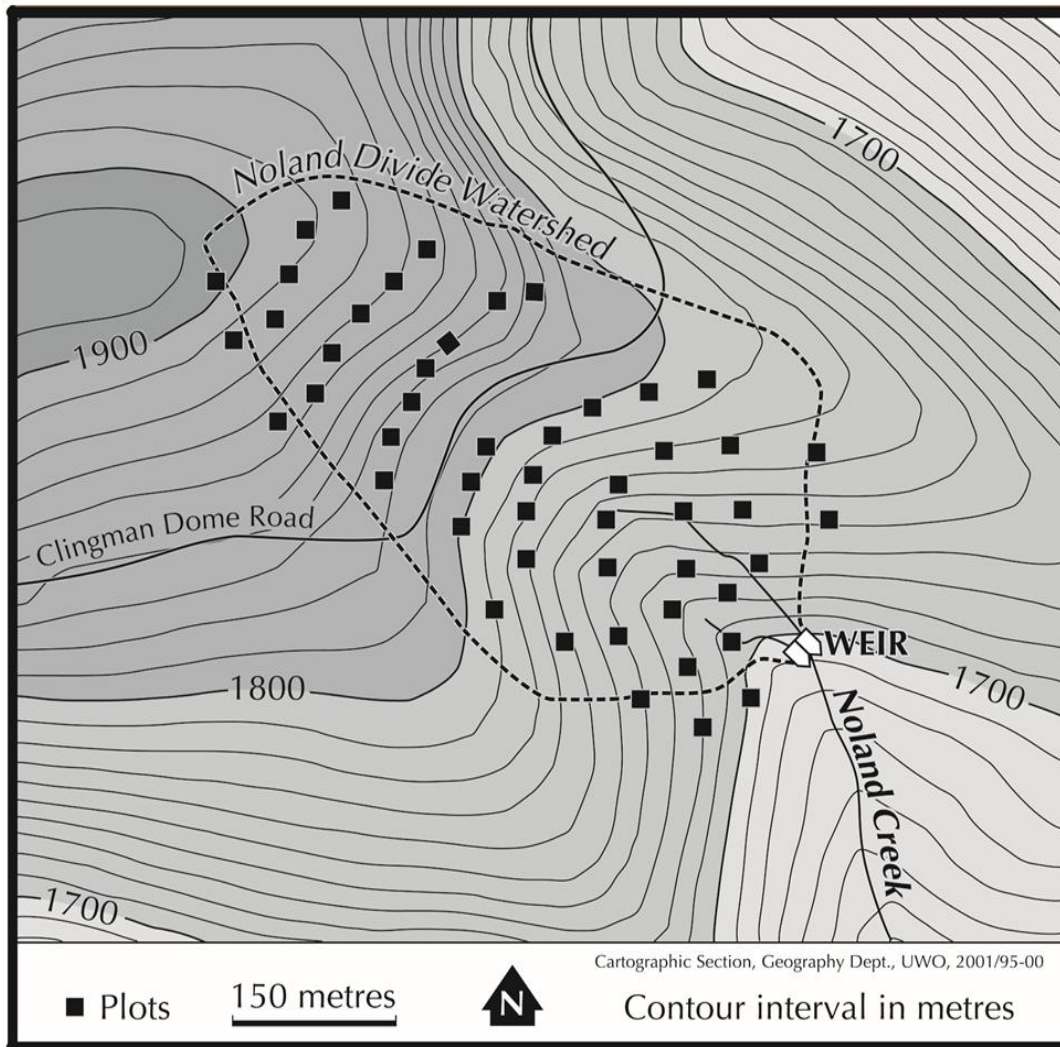 1700
Noland Divide Watershed
1900
Clingman Dome Road
WEIR
1800
1700
Noland Creek
1700
Cartographic Section, Geography Dept., UWO, 2001/95-00
Plots
150 metres
N
Contour interval in metres